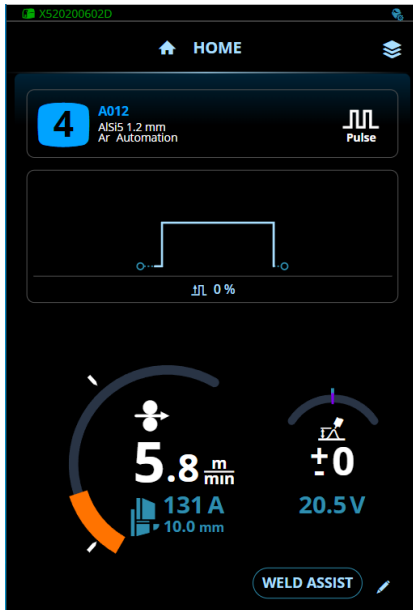 X520200602D
HOME
4
A012
AlSi5 1.2 mm
Ar Automation
Pulse
0 %
5.8 m/min
131 A
10.0 mm
±0
20.5 V
WELD ASSIST